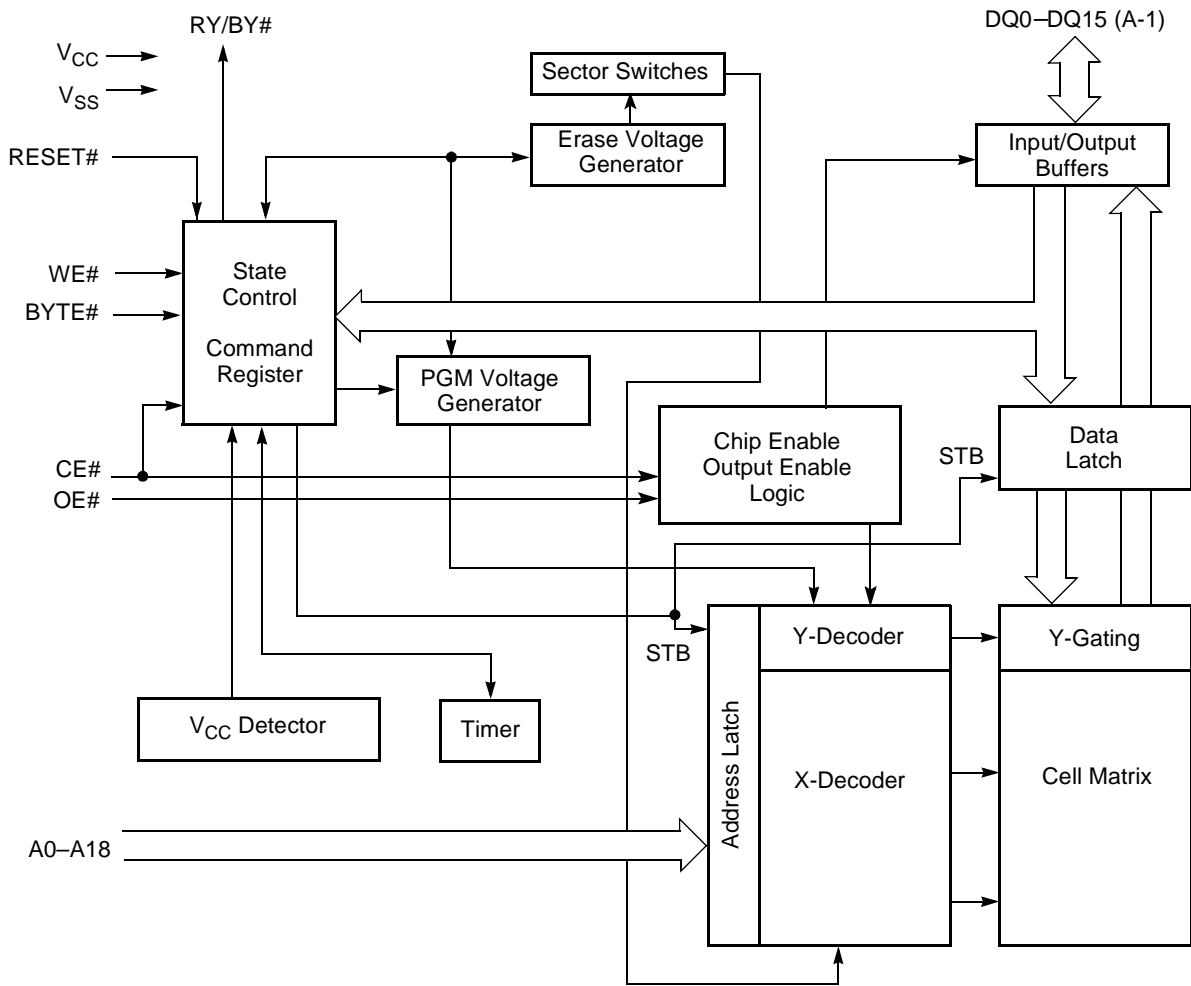 RY/BY#
DQ0–DQ15 (A-1)
VCC
VSS
Sector Switches
Erase Voltage
Generator
Input/Output
Buffers
RESET#
WE#
BYTE#
State
Control
Command
Register
PGM Voltage
Generator
Chip Enable
Output Enable
Logic
STB
Data
Latch
CE#
OE#
STB
Y-Decoder
Y-Gating
VCC Detector
Timer
Address Latch
X-Decoder
Cell Matrix
A0–A18